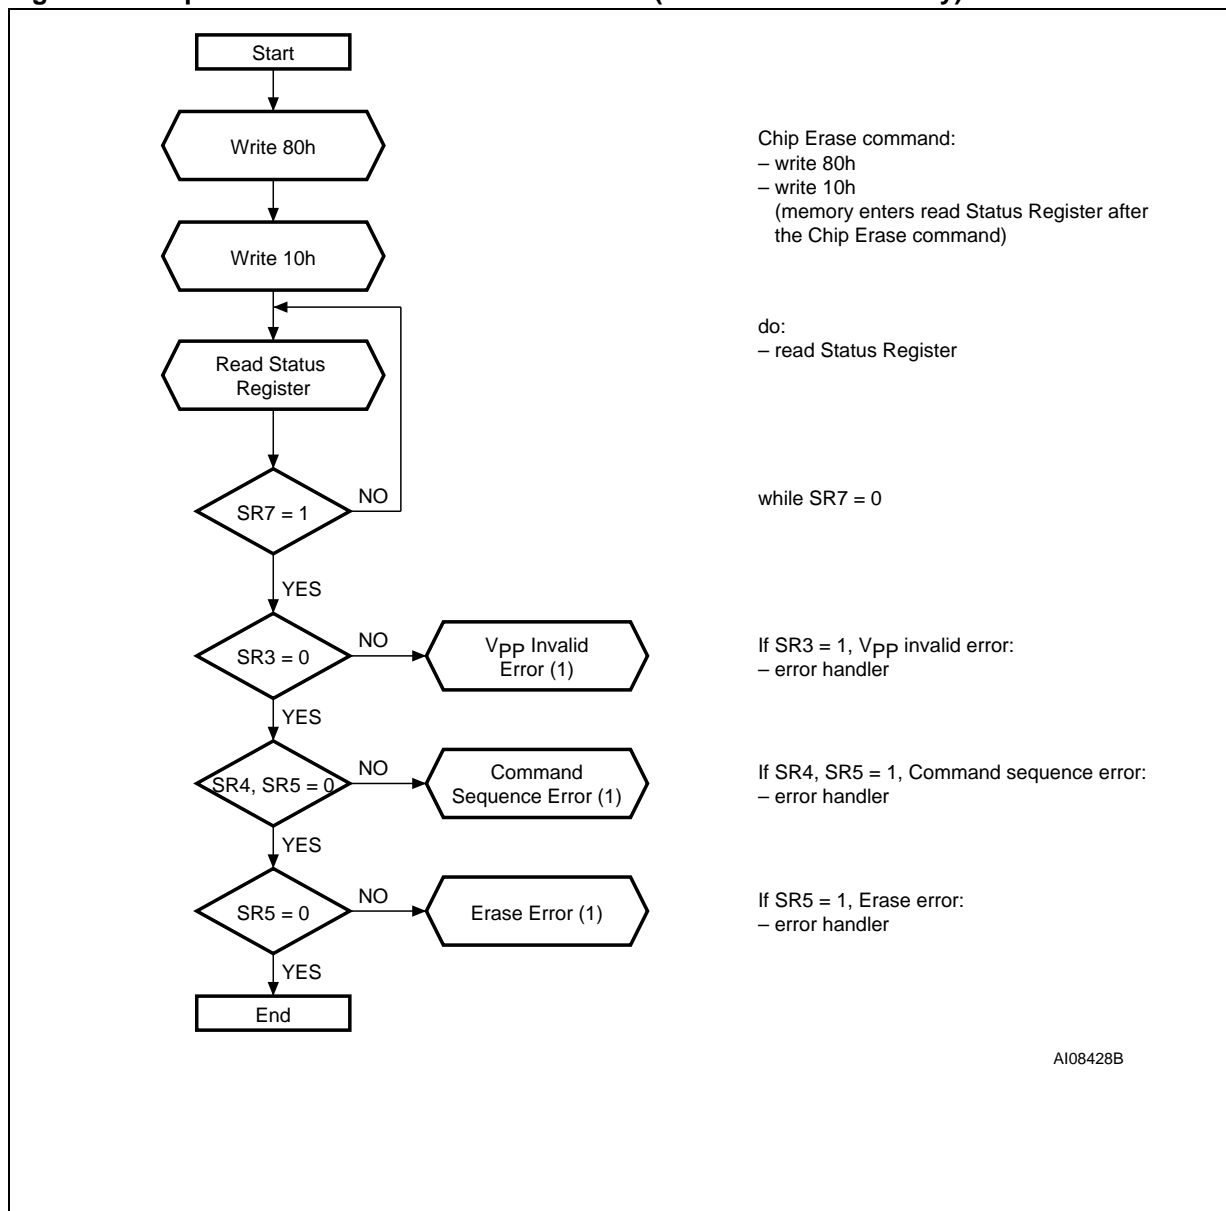 Start
Write 80h
Chip Erase command:
– write 80h
– write 10h
(memory enters read Status Register after
the Chip Erase command)
Write 10h
do:
– read Status Register
Read Status
Register
SR7 = 1
NO
while SR7 = 0
YES
SR3 = 0
NO
VPP Invalid
Error (1)
If SR3 = 1, VPP invalid error:
– error handler
YES
SR4, SR5 = 0
NO
Command
Sequence Error (1)
If SR4, SR5 = 1, Command sequence error:
– error handler
YES
SR5 = 0
NO
Erase Error (1)
If SR5 = 1, Erase error:
– error handler
YES
End
AI08428B